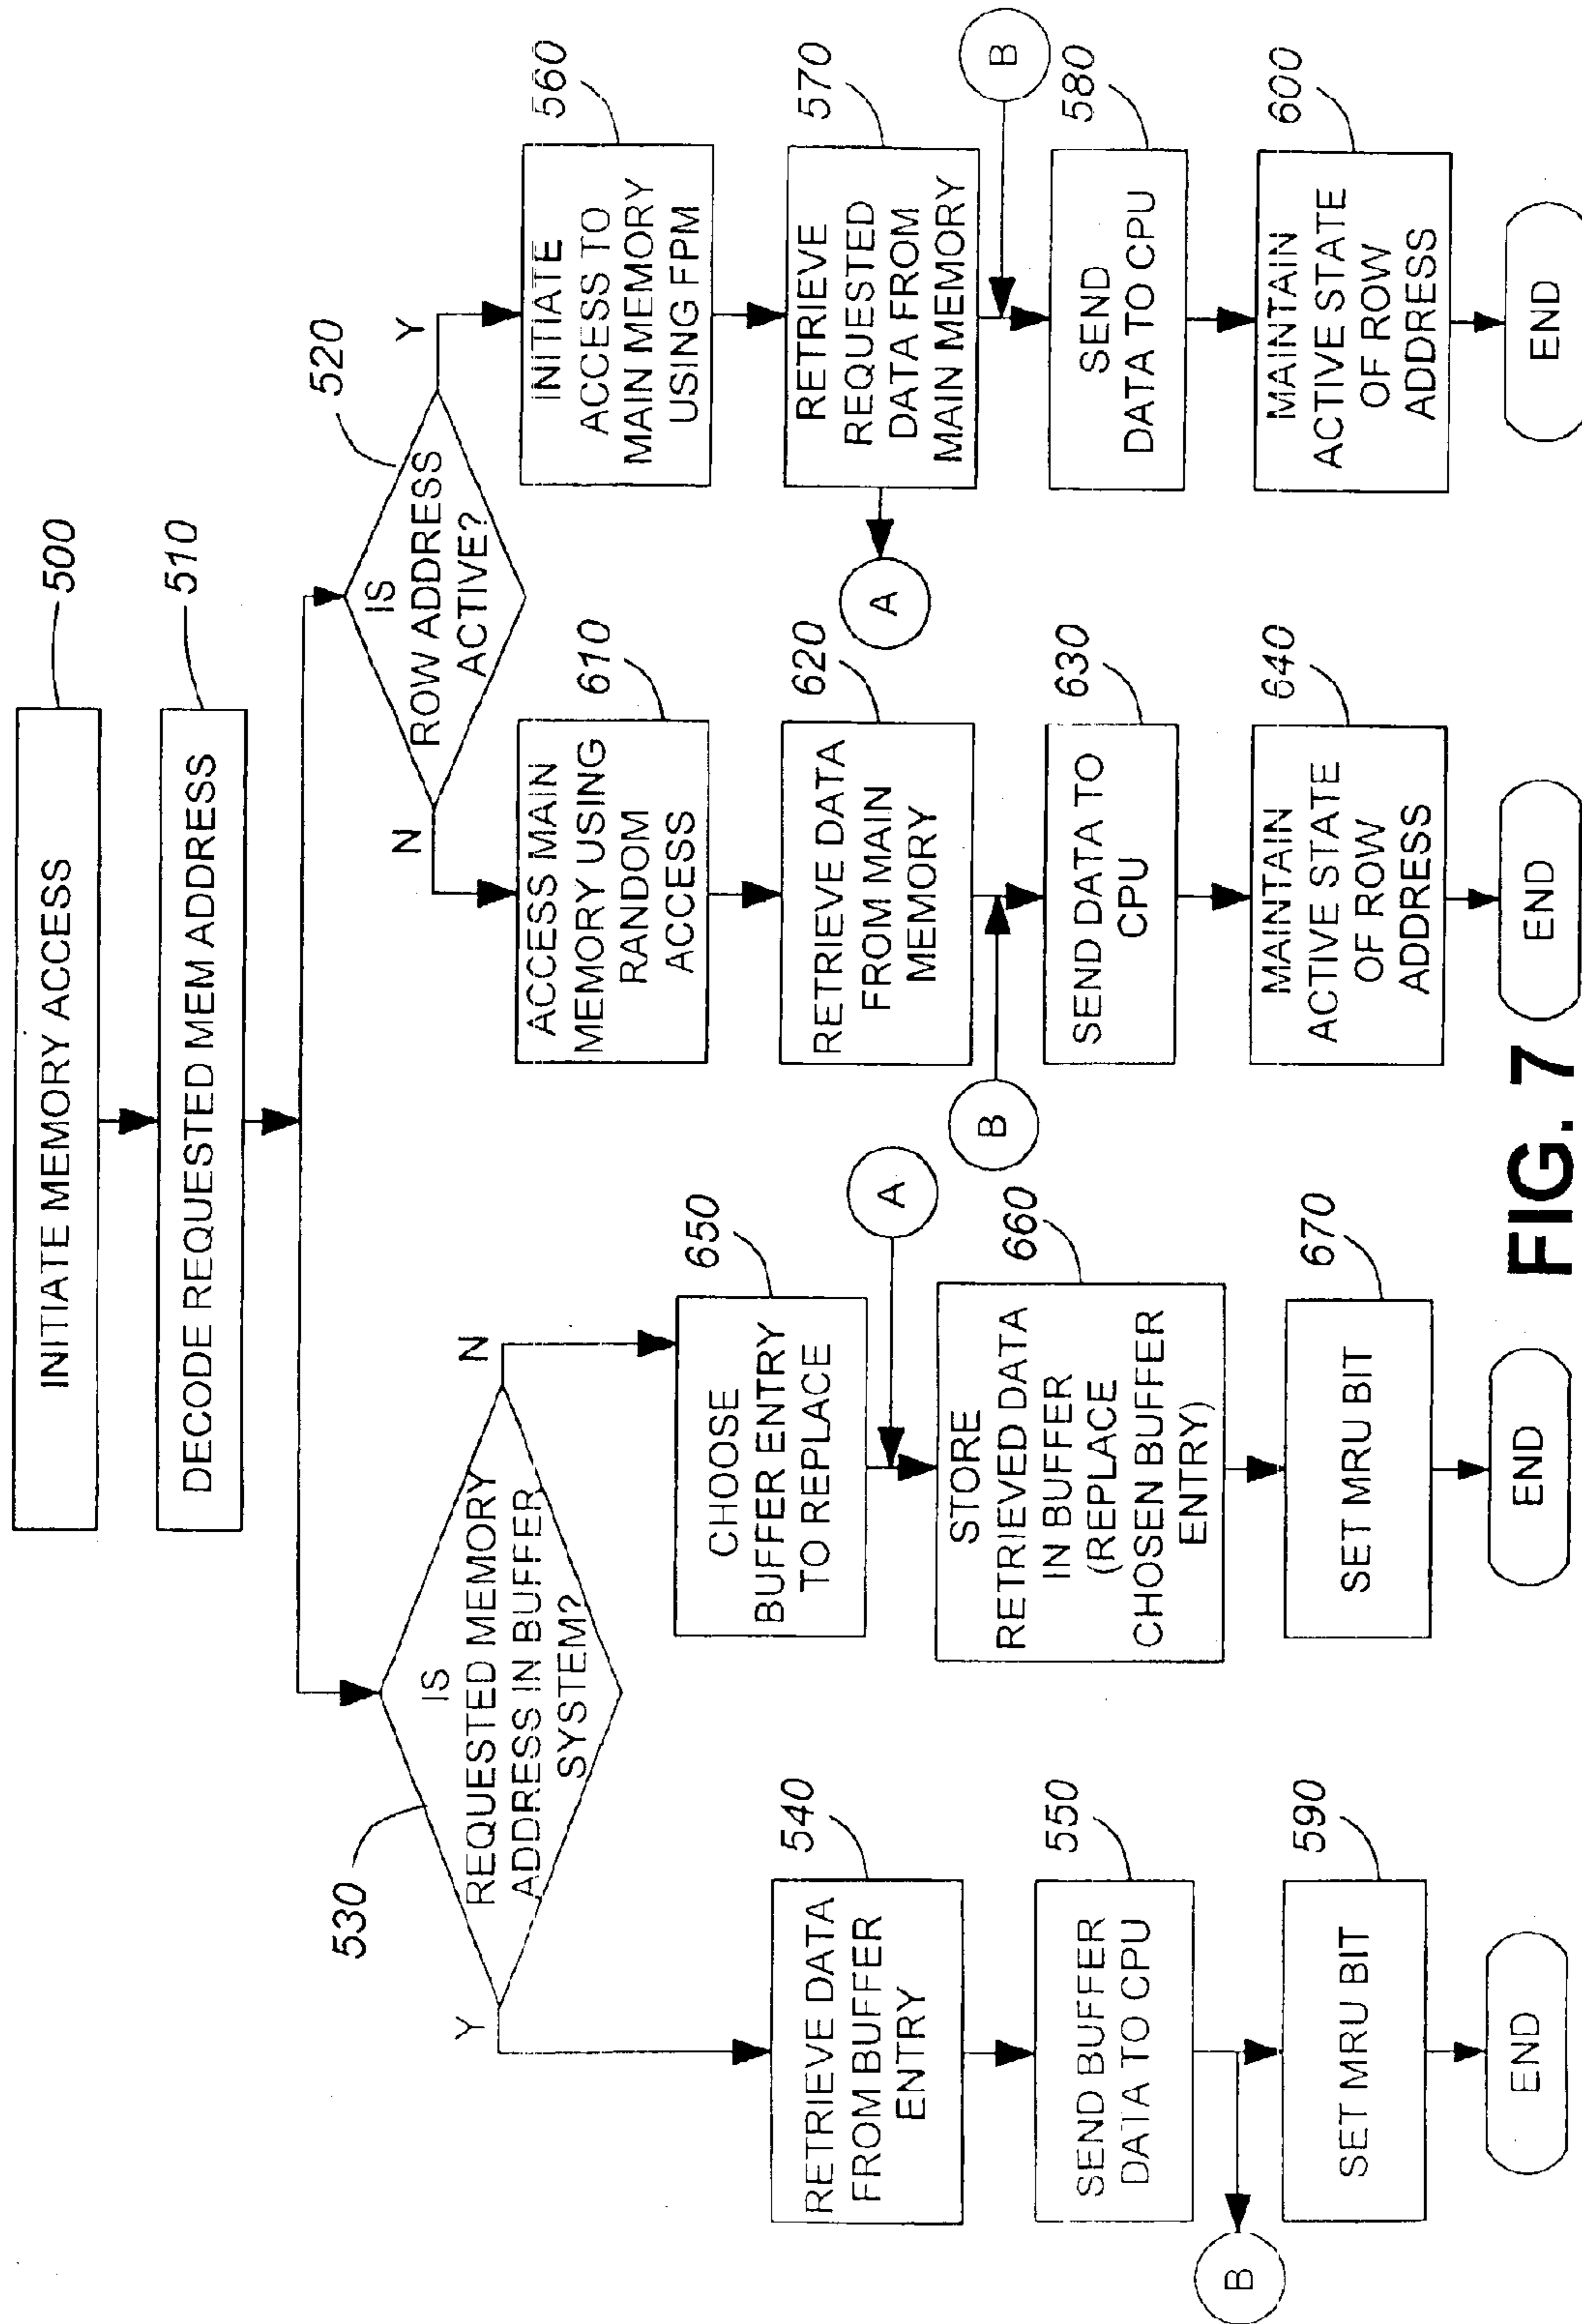 INITIATE MEMORY ACCESS
500
DECODE REQUESTED MEM ADDRESS
510
IS
REQUESTED MEMORY
ADDRESS IN BUFFER
SYSTEM?
530
Y
N
IS
ROW ADDRESS
ACTIVE?
520
N
Y
RETRIEVE DATA
FROM BUFFER
ENTRY
540
SEND BUFFER
DATA TO CPU
550
B
SET MRU BIT
590
END
CHOOSE
BUFFER ENTRY
TO REPLACE
650
A
STORE
RETRIEVED DATA
IN BUFFER
(REPLACE
CHOSEN BUFFER
ENTRY)
660
SET MRU BIT
670
END
ACCESS MAIN
MEMORY USING
RANDOM
ACCESS
610
RETRIEVE DATA
FROM MAIN
MEMORY
620
B
SEND DATA TO
CPU
630
MAINTAIN
ACTIVE STATE
OF ROW
ADDRESS
640
END
INITIATE
ACCESS TO
MAIN MEMORY
USING FPM
560
RETRIEVE
REQUESTED
DATA FROM
MAIN MEMORY
570
A
B
SEND
DATA TO CPU
580
MAINTAIN
ACTIVE STATE
OF ROW
ADDRESS
600
END
FIG. 7